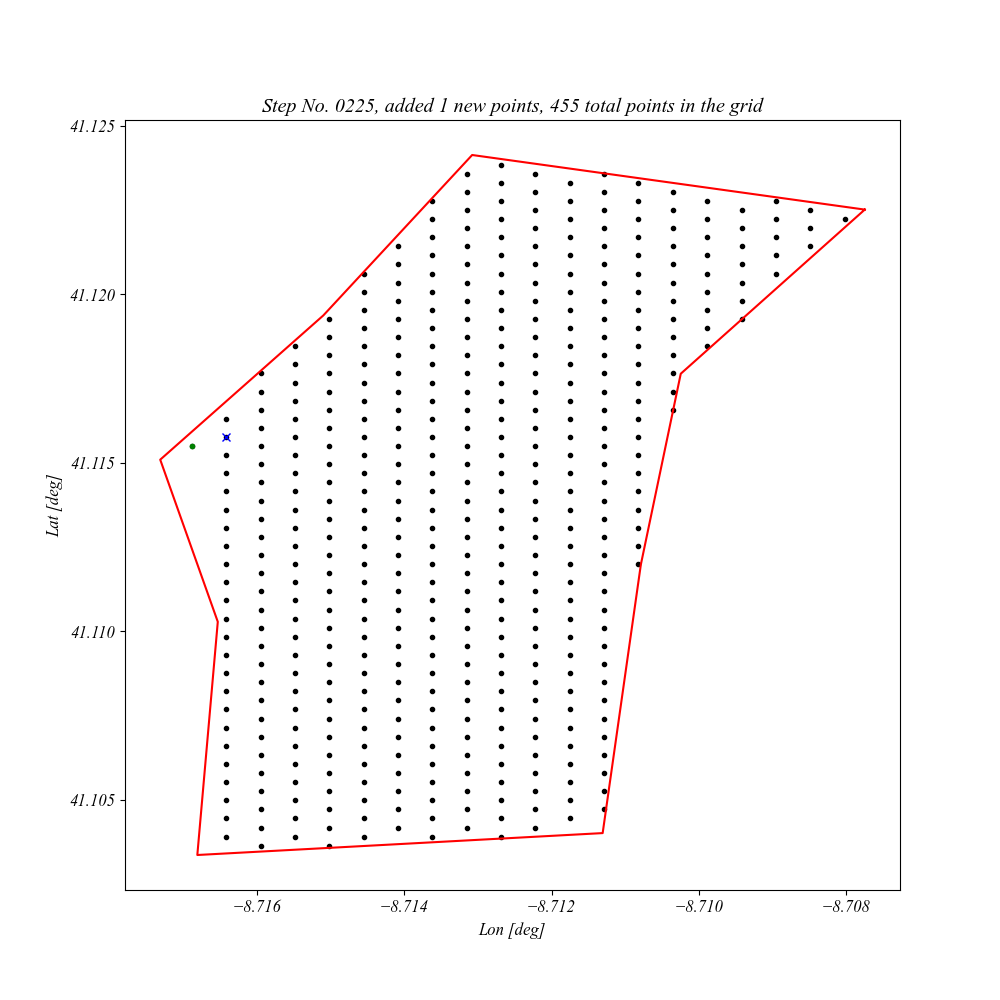 Step No. 0225, added 1 new points, 455 total points in the grid
41.125
41.120
41.115
41.110
41.105
Lat [deg]
−8.716 −8.714 −8.712 −8.710 −8.708
Lon [deg]